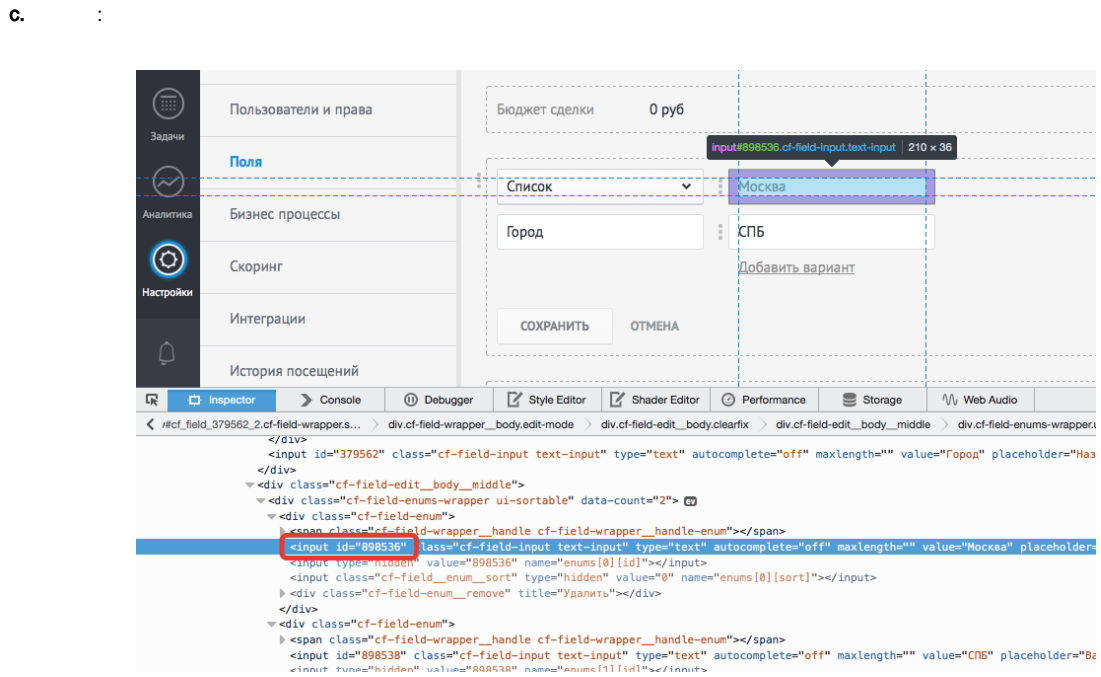 c. :
Пользователи и права
Бюджет сделки 0 руб
Задачи
input#898536.cf-field-input.text-input 210 × 36
Поля
Список Москва
Аналитика
Бизнес процессы
Город СПБ
Скоринг
Добавить вариант
Настройки
Интеграции
СОХРАНИТЬ ОТМЕНА
История посещений
Inspector Console Debugger Style Editor Shader Editor Performance Storage Web Audio
/#cf_field_379562_2.cf-field-wrapper.s... div.cf-field-wrapper__body.edit-mode div.cf-field-edit__body.clearfix div.cf-field-edit__body__middle div.cf-field-enums-wrapper.u
</div>
<input id="379562" class="cf-field-input text-input" type="text" autocomplete="off" maxlength="" value="Город" placeholder="Наз
</div>
<div class="cf-field-edit__body__middle">
<div class="cf-field-enums-wrapper ui-sortable" data-count="2"> ev
<div class="cf-field-enum">
<span class="cf-field-wrapper__handle cf-field-wrapper__handle-enum"></span>
<input id="898536" class="cf-field-input text-input" type="text" autocomplete="off" maxlength="" value="Москва" placeholder=
<input type="hidden" value="898536" name="enums[0][id]"></input>
<input class="cf-field__enum__sort" type="hidden" value="0" name="enums[0][sort]"></input>
<div class="cf-field-enum__remove" title="Удалить"></div>
</div>
<div class="cf-field-enum">
<span class="cf-field-wrapper__handle cf-field-wrapper__handle-enum"></span>
<input id="898538" class="cf-field-input text-input" type="text" autocomplete="off" maxlength="" value="СПБ" placeholder="Ва
<input type="hidden" value="898538" name="enums[1][id]"></input>